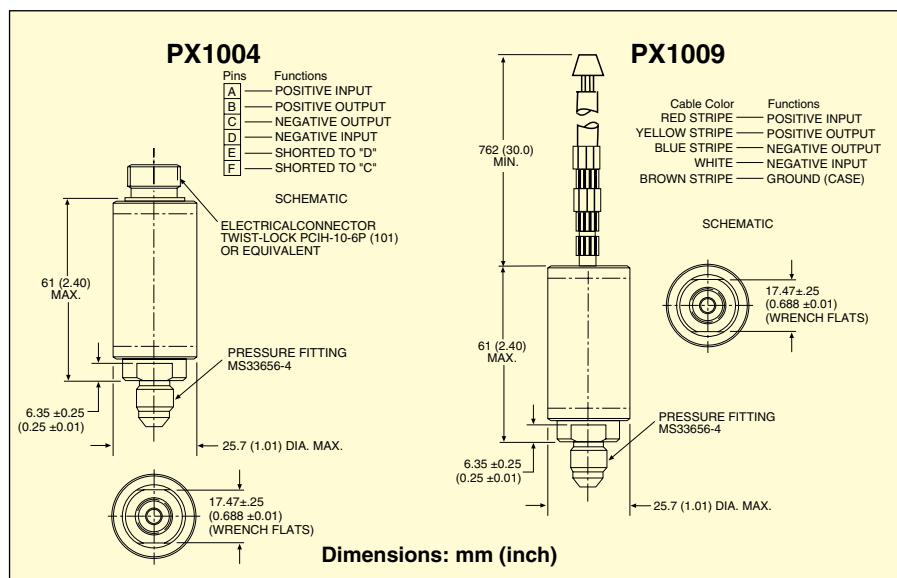 PX1004
Pins Functions
A POSITIVE INPUT
B POSITIVE OUTPUT
C NEGATIVE OUTPUT
D NEGATIVE INPUT
E SHORTED TO "D"
F SHORTED TO "C"
SCHEMATIC
ELECTRICALCONNECTOR
TWIST-LOCK PCIH-10-6P (101)
OR EQUIVALENT
61 (2.40)
MAX.
PRESSURE FITTING
MS33656-4
6.35 ±0.25
(0.25 ±0.01)
25.7 (1.01) DIA. MAX.
17.47±.25
(0.688 ±0.01)
(WRENCH FLATS)
PX1009
Cable Color Functions
RED STRIPE POSITIVE INPUT
YELLOW STRIPE POSITIVE OUTPUT
BLUE STRIPE NEGATIVE OUTPUT
WHITE NEGATIVE INPUT
BROWN STRIPE GROUND (CASE)
762 (30.0)
MIN.
SCHEMATIC
17.47±.25
(0.688 ±0.01)
(WRENCH FLATS)
61 (2.40)
MAX.
PRESSURE FITTING
MS33656-4
6.35 ±0.25
(0.25 ±0.01)
25.7 (1.01) DIA. MAX.
Dimensions: mm (inch)